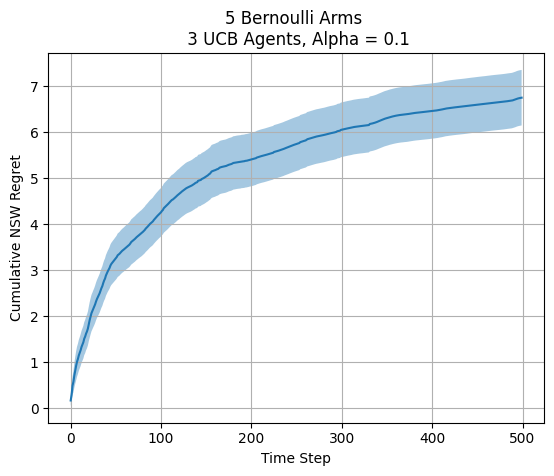 5 Bernoulli Arms
3 UCB Agents, Alpha = 0.1
Cumulative NSW Regret
7
6
5
4
3
2
1
0
0 100 200 300 400 500
Time Step